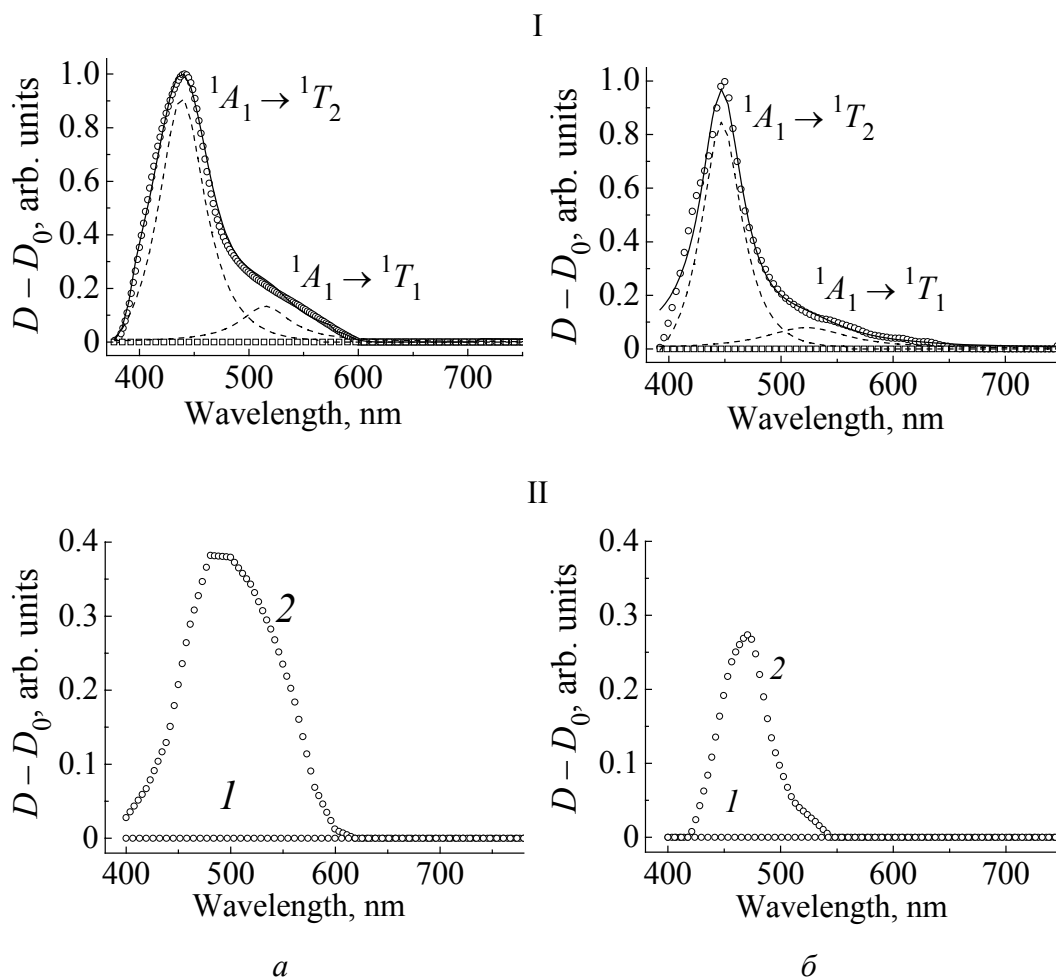 I
D – D0, arb. units
1.0
0.8
0.6
0.4
0.2
0
¹A₁ → ¹T₂
¹A₁ → ¹T₁
400 500 600 700
Wavelength, nm
D – D0, arb. units
1.0
0.8
0.6
0.4
0.2
0
¹A₁ → ¹T₂
¹A₁ → ¹T₁
400 500 600 700
Wavelength, nm
II
D – D0, arb. units
0.4
0.3
0.2
0.1
0
2
1
400 500 600 700
Wavelength, nm
а
D – D0, arb. units
0.4
0.3
0.2
0.1
0
2
1
400 500 600 700
Wavelength, nm
б